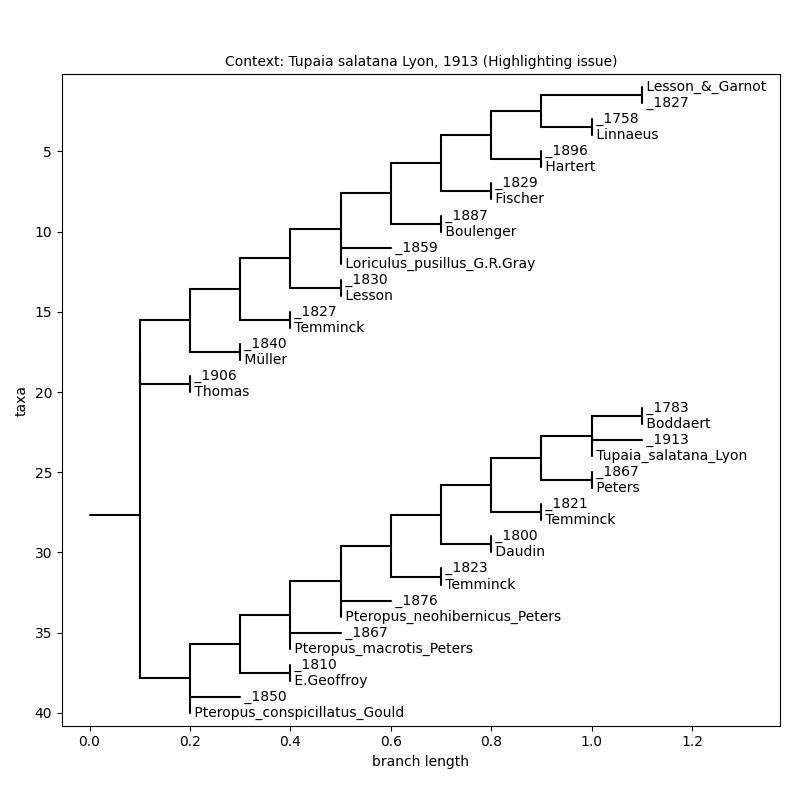 Context: Tupaia salatana Lyon, 1913 (Highlighting issue)
Lesson_&_Garnot
_1827
_1758
Linnaeus
_1896
Hartert
_1829
Fischer
_1887
Boulenger
_1859
Loriculus_pusillus_G.R.Gray
_1830
Lesson
_1827
Temminck
_1840
Müller
_1906
Thomas
_1783
Boddaert
_1913
Tupaia_salatana_Lyon
_1867
Peters
_1821
Temminck
_1800
Daudin
_1823
Temminck
_1876
Pteropus_neohibernicus_Peters
_1867
Pteropus_macrotis_Peters
_1810
E.Geoffroy
_1850
Pteropus_conspicillatus_Gould
5
10
15
20
25
30
35
40
taxa
0.0 0.2 0.4 0.6 0.8 1.0 1.2
branch length